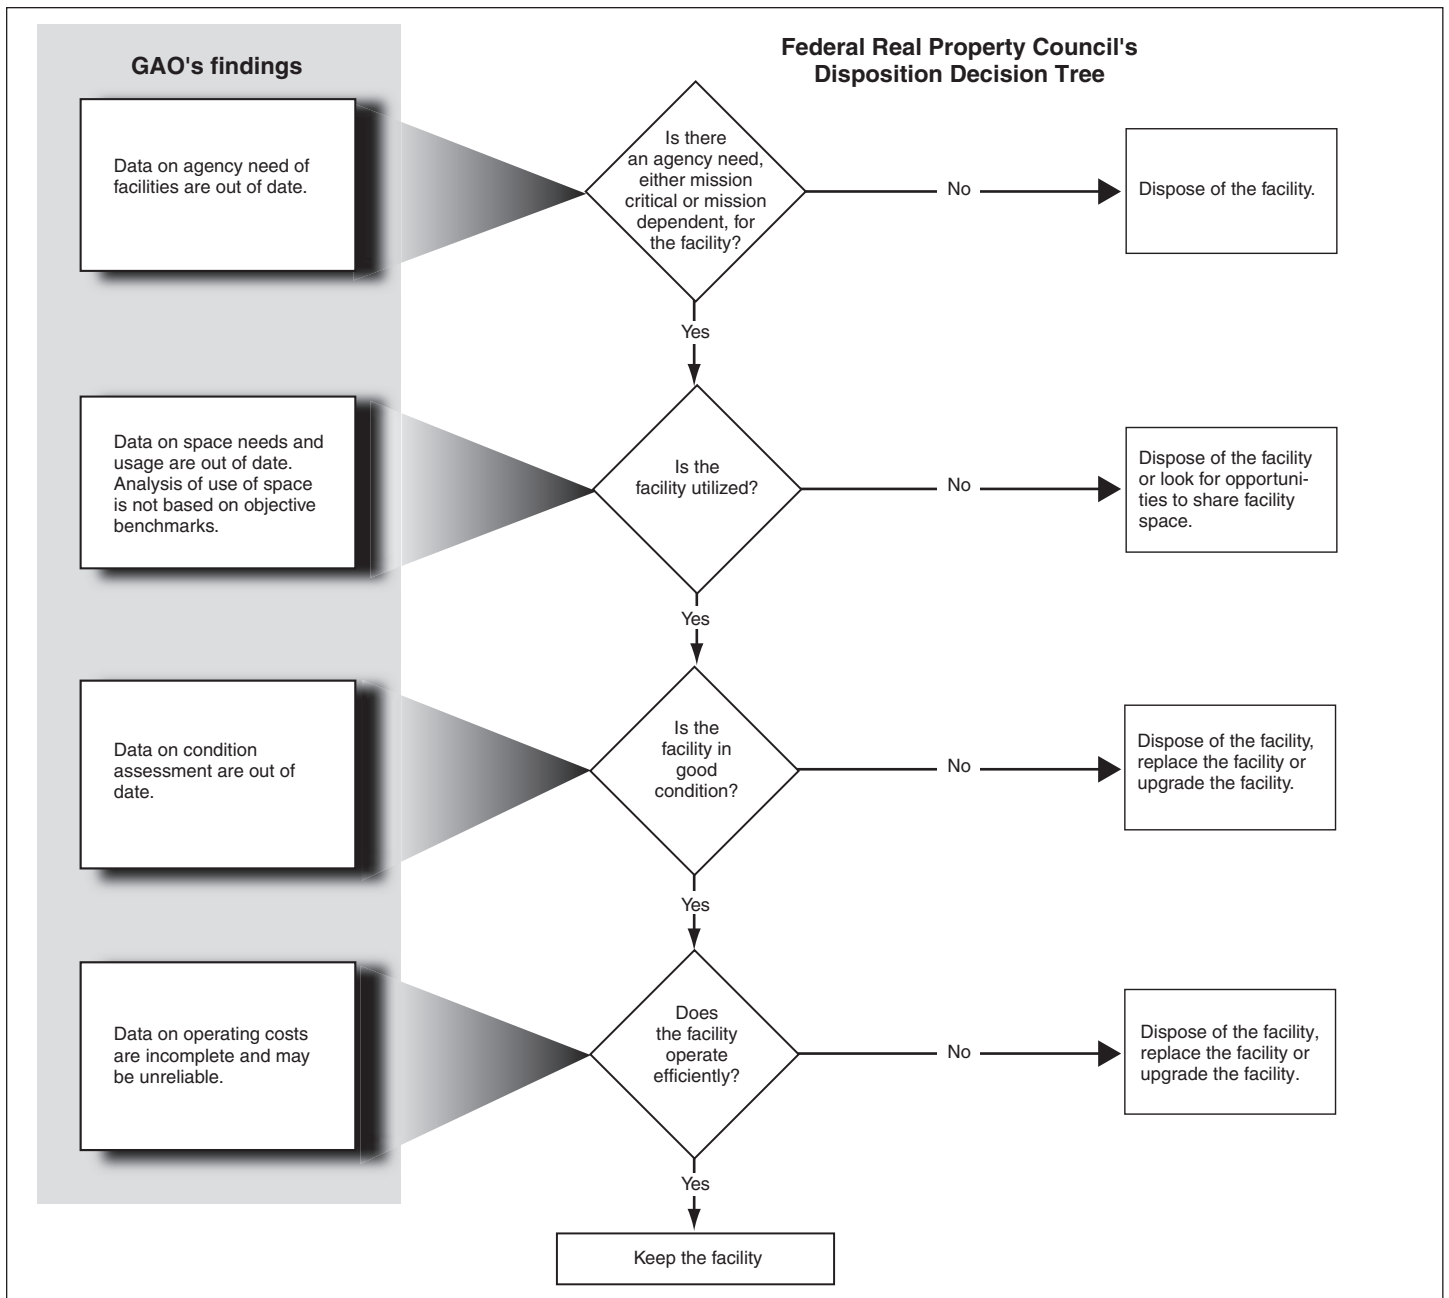 GAO's findings
Federal Real Property Council's
Disposition Decision Tree
Data on agency need of
facilities are out of date.
Is there
an agency need,
either mission
critical or mission
dependent, for
the facility?
No
Dispose of the facility.
Yes
Data on space needs and
usage are out of date.
Analysis of use of space
is not based on objective
benchmarks.
Is the
facility utilized?
No
Dispose of the facility
or look for opportuni-
ties to share facility
space.
Yes
Data on condition
assessment are out of
date.
Is the
facility in
good
condition?
No
Dispose of the facility,
replace the facility or
upgrade the facility.
Yes
Data on operating costs
are incomplete and may
be unreliable.
Does
the facility
operate
efficiently?
No
Dispose of the facility,
replace the facility or
upgrade the facility.
Yes
Keep the facility